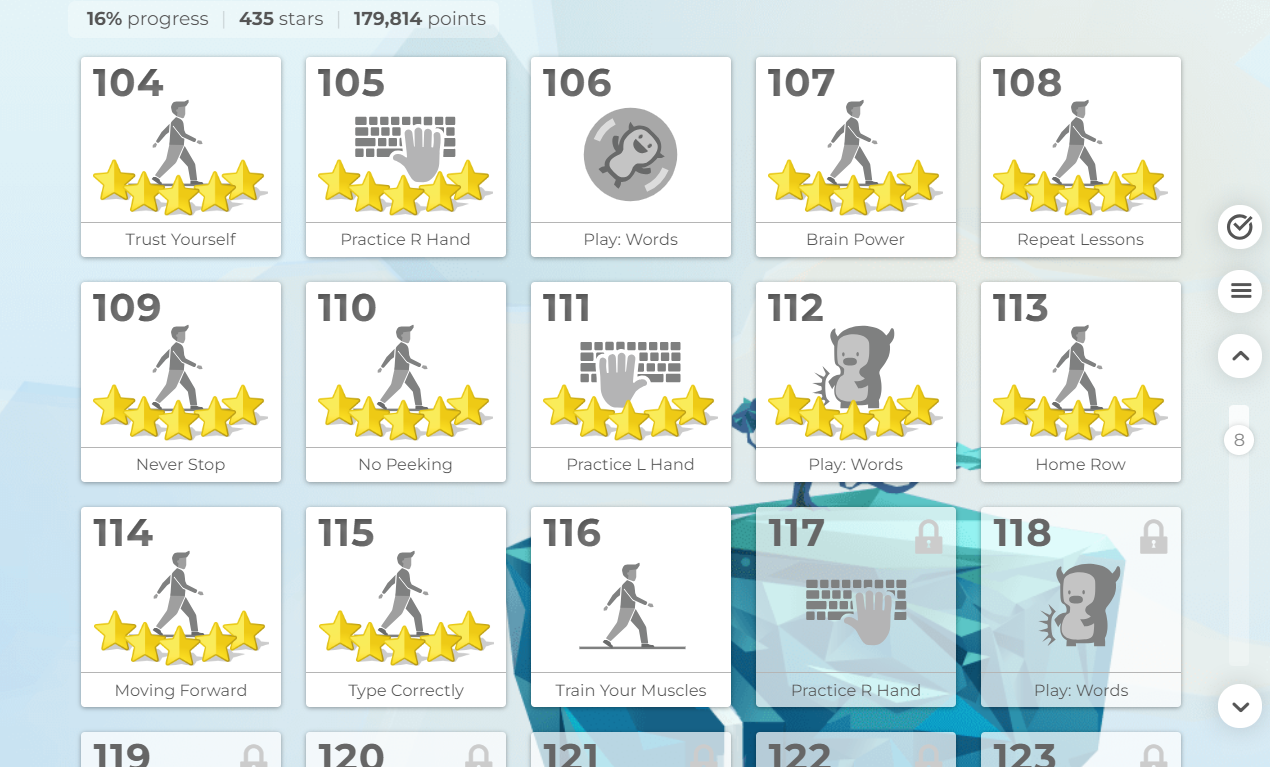 16% progress | 435 stars | 179,814 points
104 105 106 107 108
Trust Yourself Practice R Hand Play: Words Brain Power Repeat Lessons
109 110 111 112 113
Never Stop No Peeking Practice L Hand Play: Words Home Row
8
114 115 116 117 118
Moving Forward Type Correctly Train Your Muscles Practice R Hand Play: Words
119 120 121 122 123